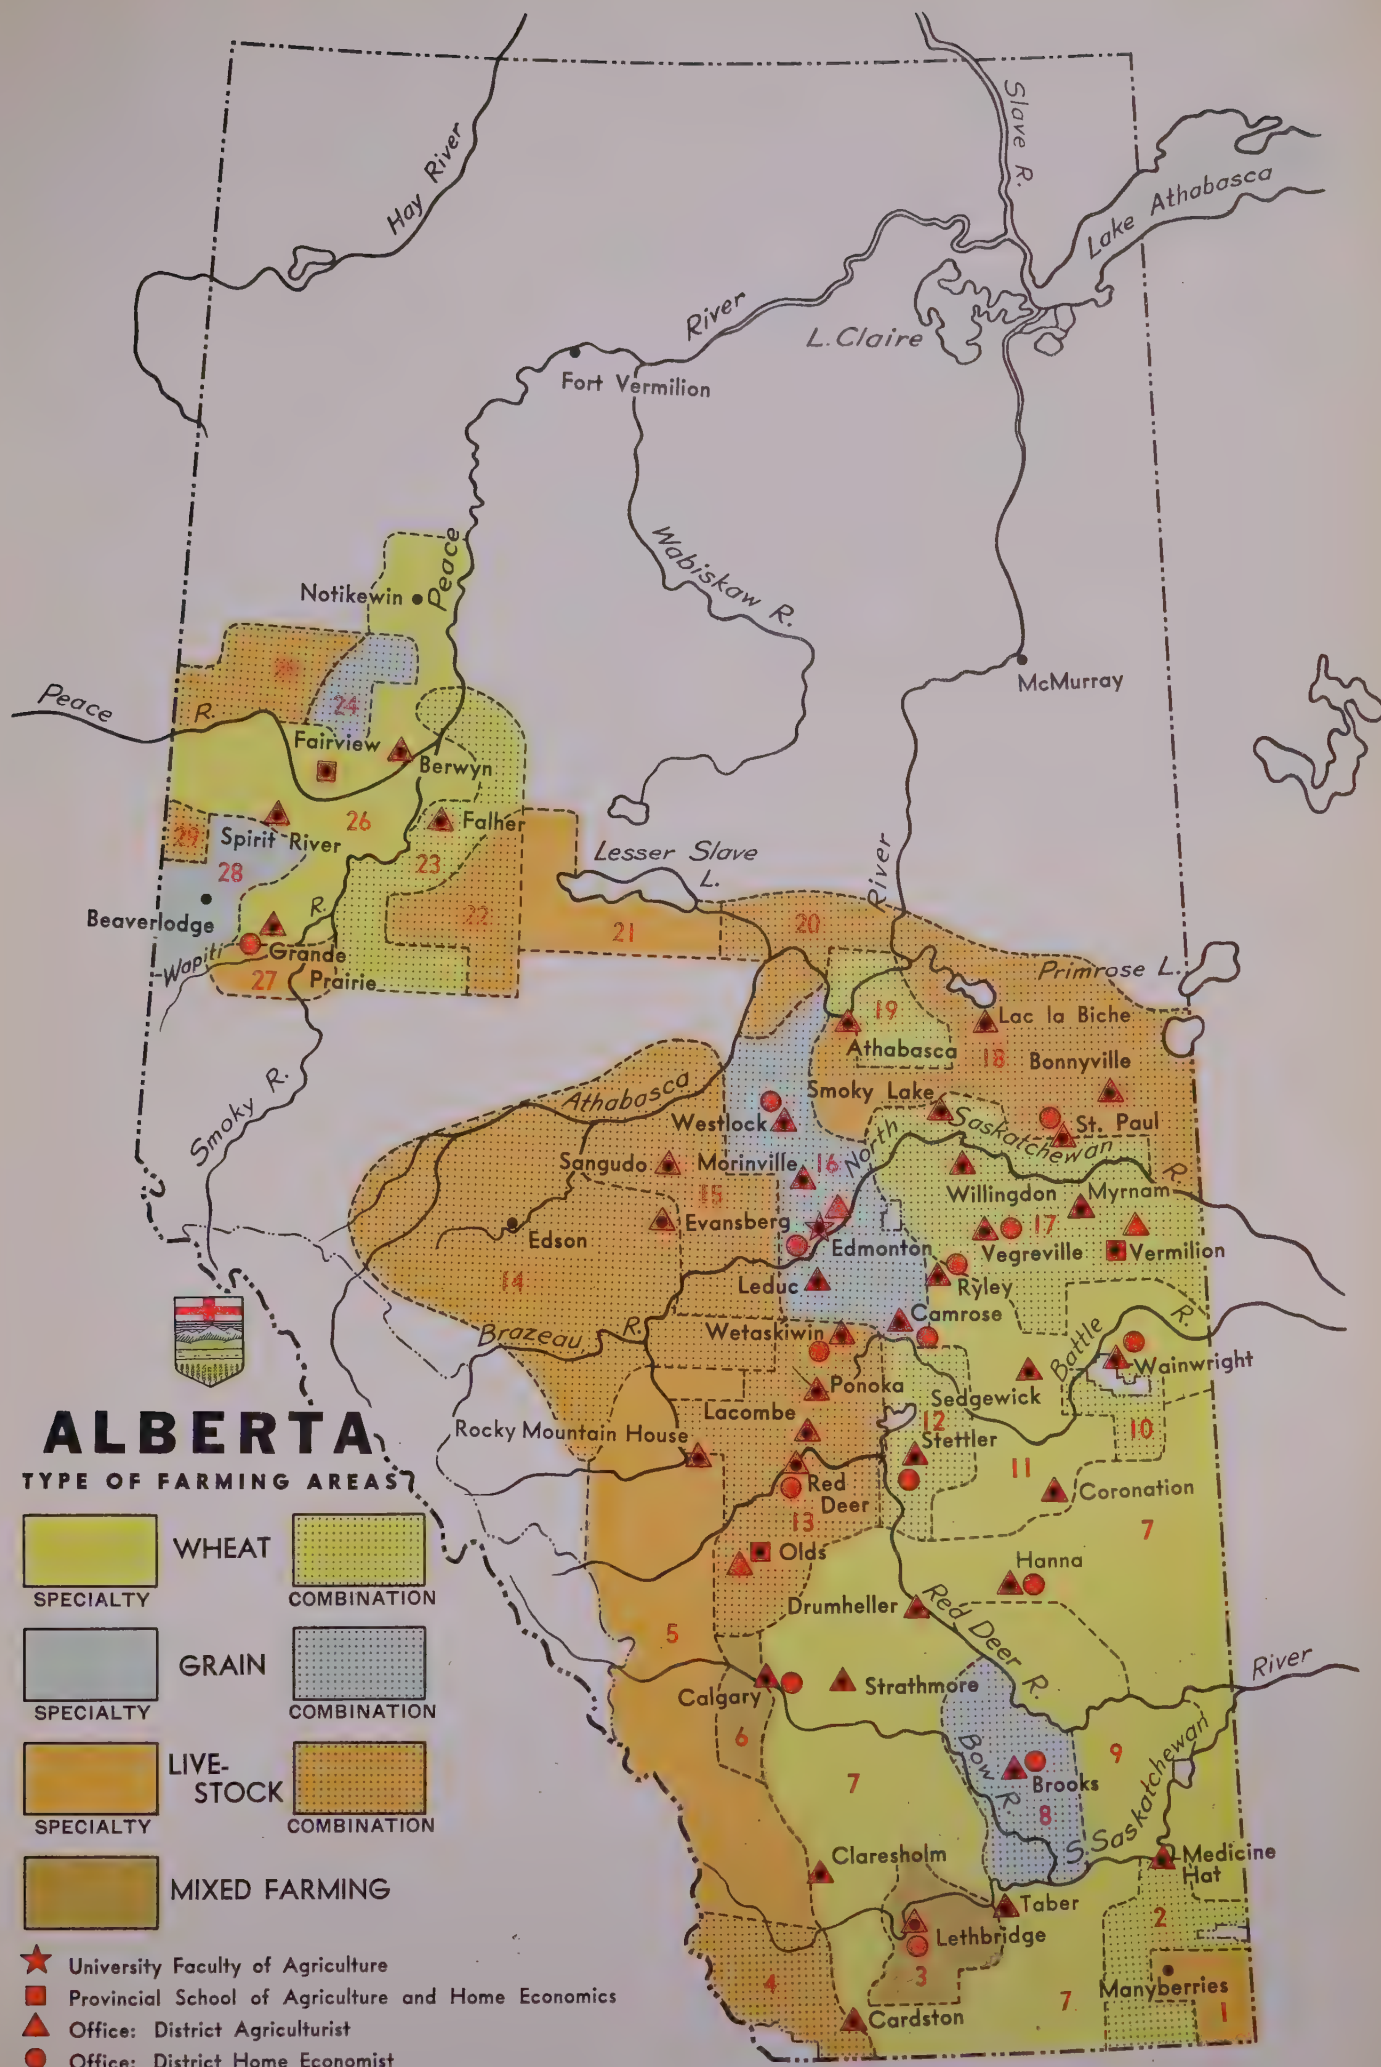 Slave R.
Hay River
Lake Athabasca
River
L. Claire
Fort Vermilion
Peace
Wabiskaw R.
Notikewin
McMurray
Peace
R.
24
Fairview
Berwyn
26
Falher
29
Spirit River
23
28
Lesser Slave
L.
River
Beaverlodge
R.
22
21
20
Wapiti
Grande
Prairie
27
Primrose L.
19
Lac la Biche
Athabasca
18
Bonnyville
Smoky R.
Athabasca
Smoky Lake
Westlock
Saskatchewan
St. Paul
North
R.
Sangudo
Morinville
16
15
Willingdon
Myrnam
Evansberg
17
Edson
Edmonton
Vegreville
Vermilion
14
Leduc
Ryley
Camrose
R.
Brazeau R.
Wetaskiwin
Battle
Wainwright
Ponoka
Sedgewick
Lacombe
12
10
ALBERTA
Rocky Mountain House
Stettler
11
TYPE OF FARMING AREAS
Red
Deer
Coronation
13
7
WHEAT
Olds
Hanna
SPECIALTY
COMBINATION
Drumheller
Red Deer R.
5
GRAIN
River
Calgary
Strathmore
SPECIALTY
COMBINATION
6
Bow R.
9
LIVE-
STOCK
7
Brooks
8
S. Saskatchewan
SPECIALTY
COMBINATION
Claresholm
Medicine
Hat
MIXED FARMING
Taber
2
Lethbridge
University Faculty of Agriculture
3
4
Manyberries
Provincial School of Agriculture and Home Economics
7
1
Cardston
Office: District Agriculturist
Office: District Home Economist